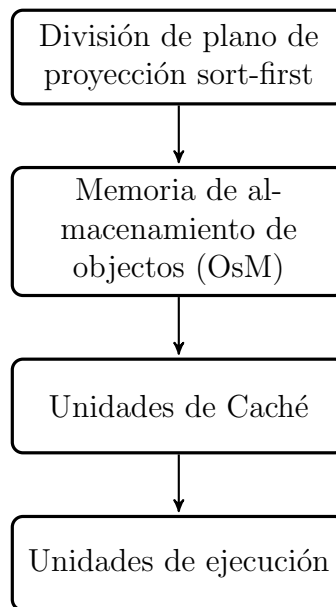 División de plano de
proyección sort-first
Memoria de al-
macenamiento de
objetos (OsM)
Unidades de Caché
Unidades de ejecución